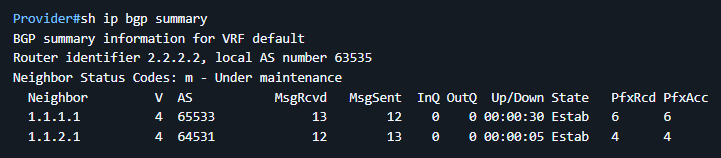 Provider#sh ip bgp summary
BGP summary information for VRF default
Router identifier 2.2.2.2, local AS number 63535
Neighbor Status Codes: m - Under maintenance
  Neighbor         V  AS           MsgRcvd   MsgSent  InQ OutQ  Up/Down State   PfxRcd PfxAcc
  1.1.1.1          4  65533             13        12    0    0 00:00:30 Estab   6      6
  1.1.2.1          4  64531             12        13    0    0 00:00:05 Estab   4      4